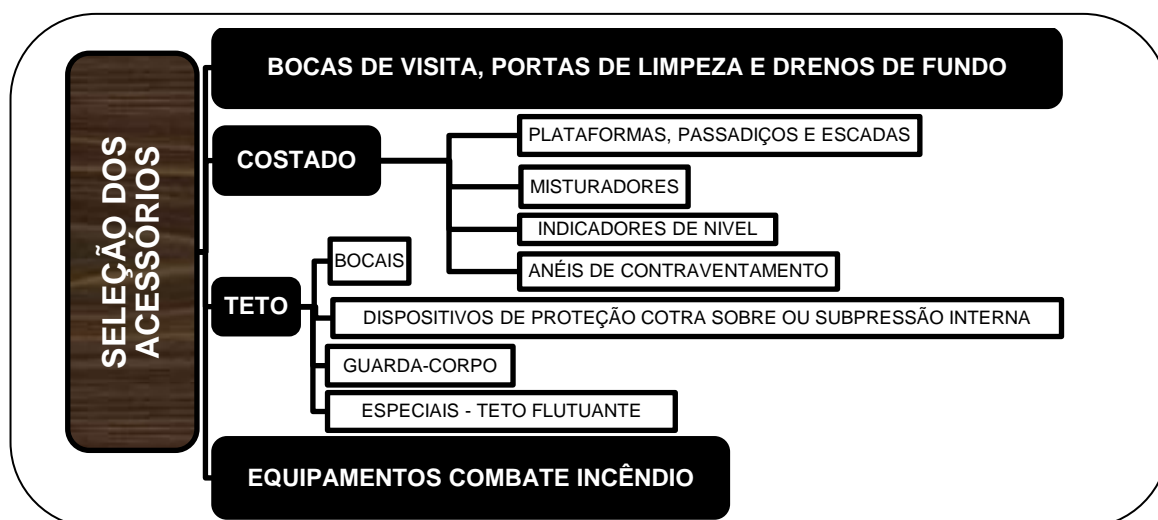 SELEÇÃO DOS
ACESSÓRIOS
BOCAS DE VISITA, PORTAS DE LIMPEZA E DRENOS DE FUNDO
COSTADO
PLATAFORMAS, PASSADIÇOS E ESCADAS
MISTURADORES
INDICADORES DE NIVEL
ANÉIS DE CONTRAVENTAMENTO
TETO
BOCAIS
DISPOSITIVOS DE PROTEÇÃO COTRA SOBRE OU SUBPRESSÃO INTERNA
GUARDA-CORPO
ESPECIAIS - TETO FLUTUANTE
EQUIPAMENTOS COMBATE INCÊNDIO